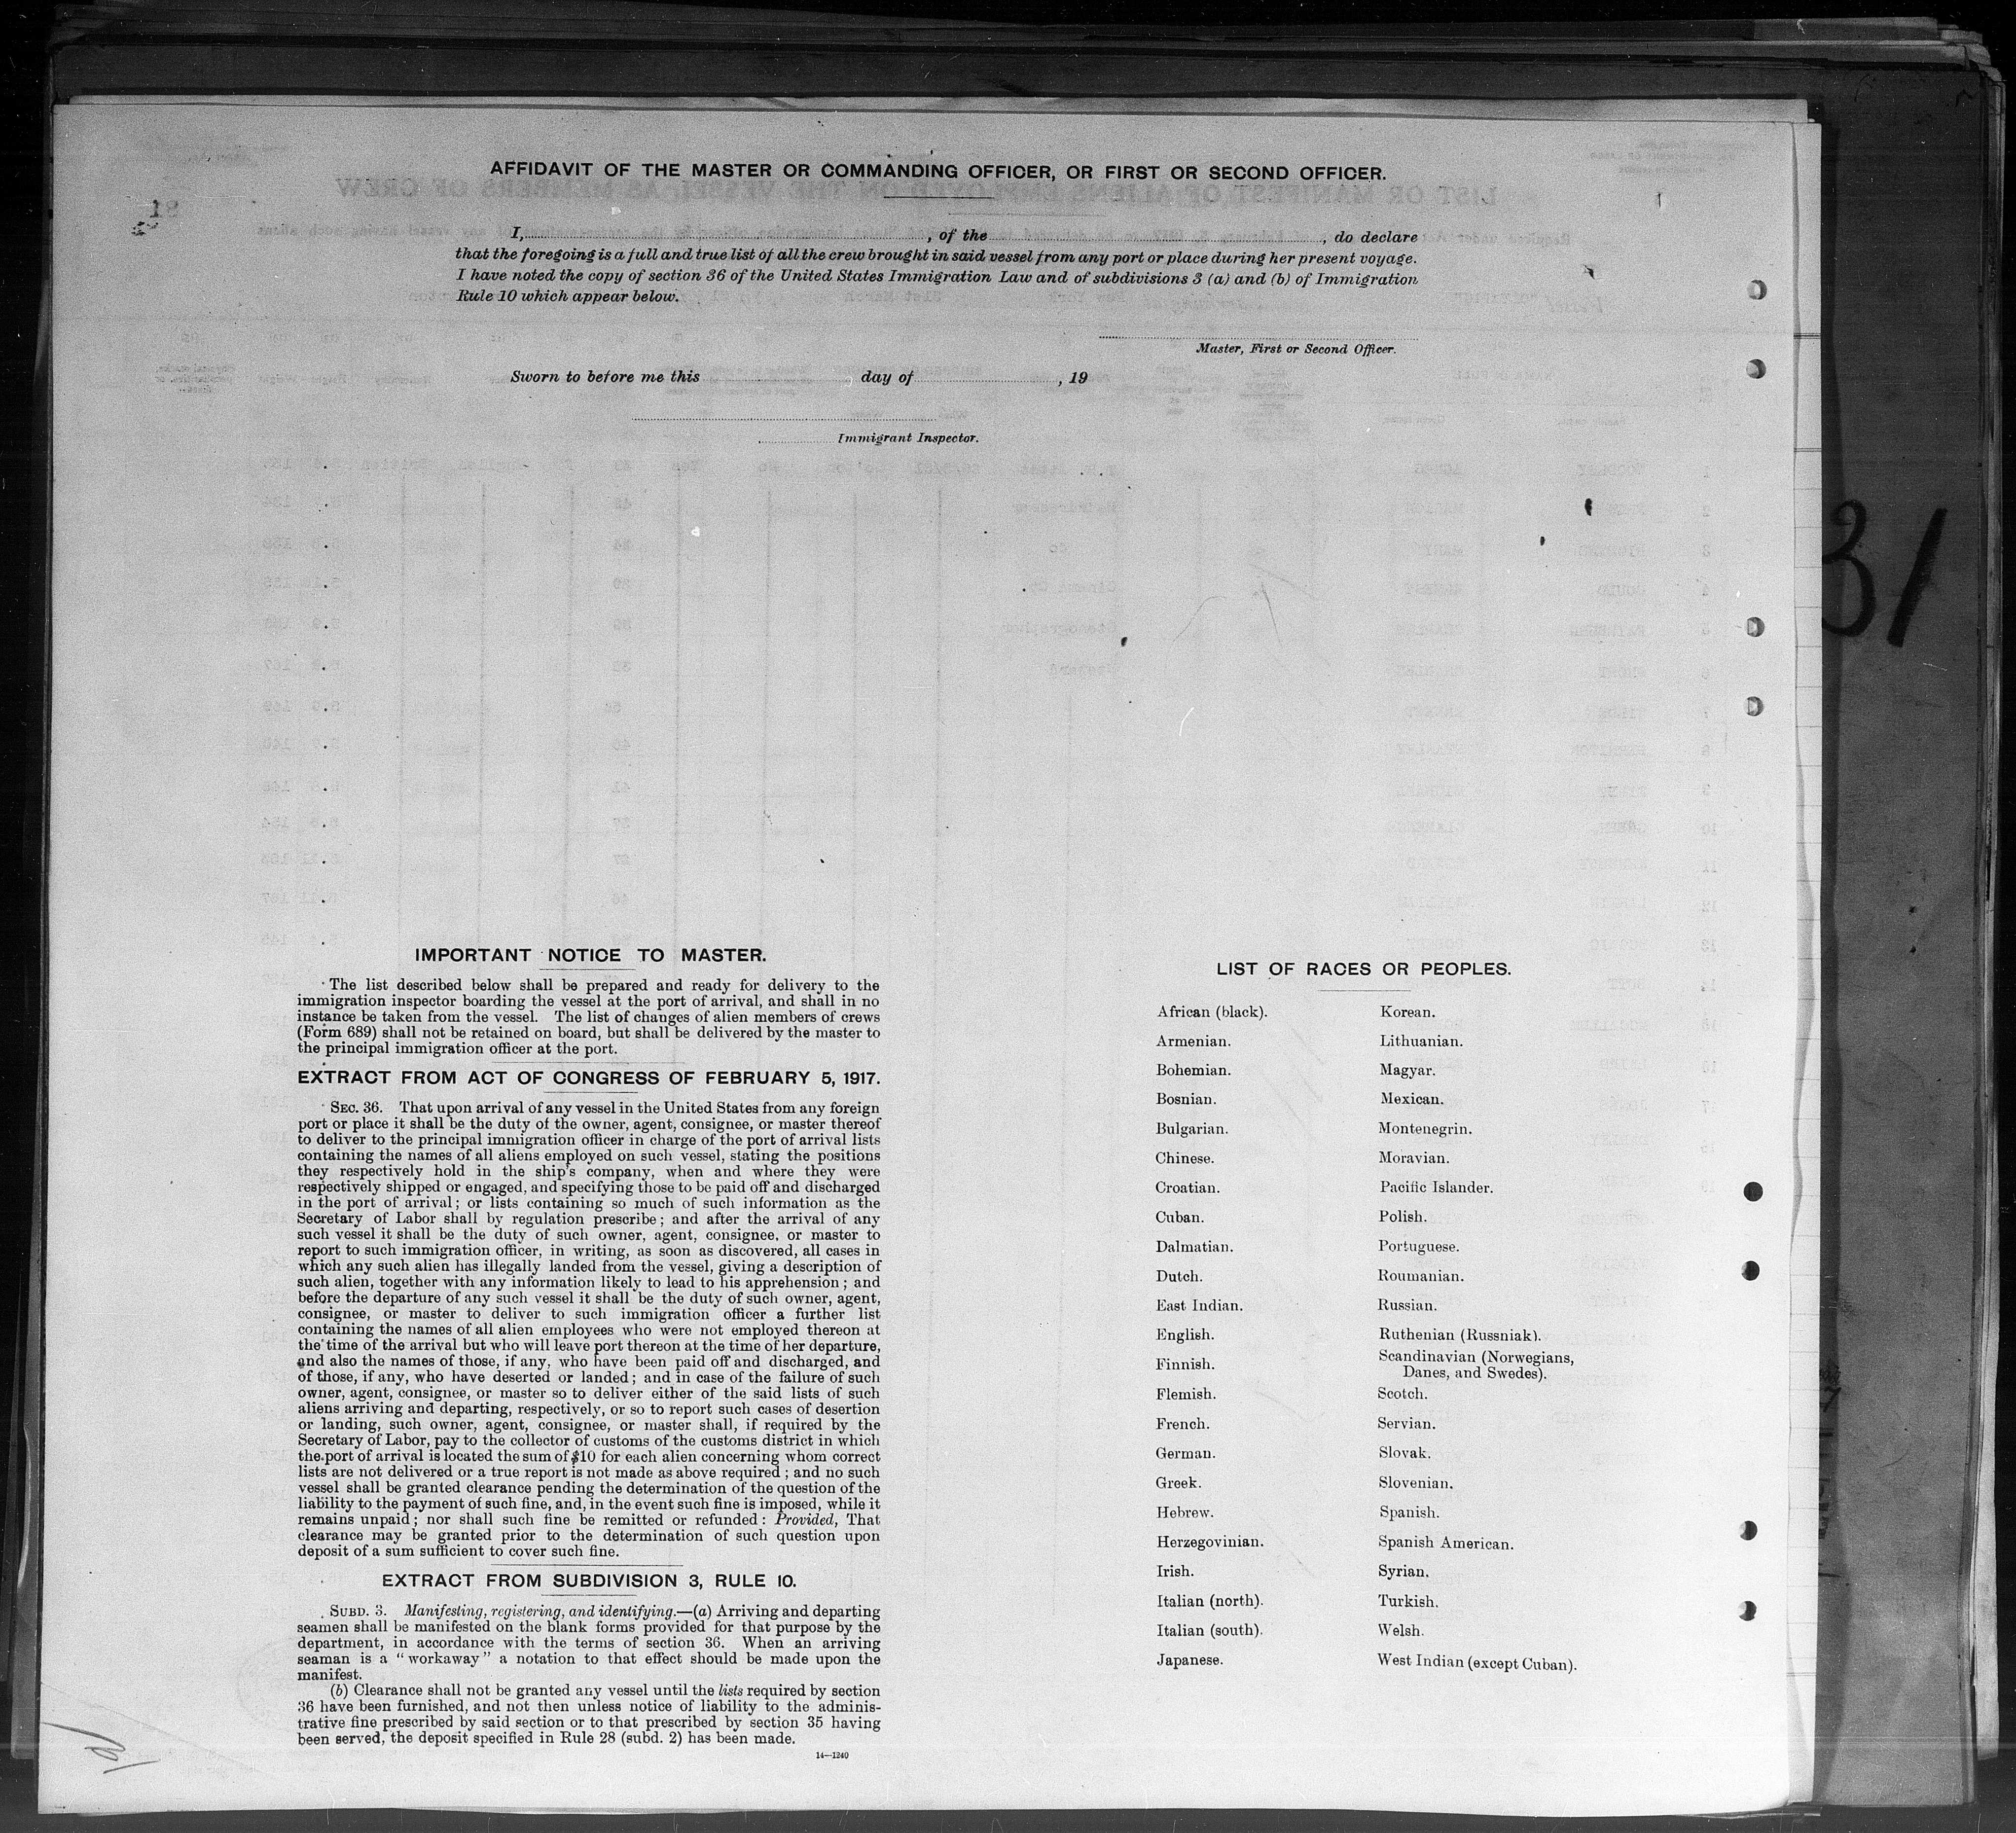 AFFIDAVIT OF THE MASTER OR COMMANDING OFFICER, OR FIRST OR SECOND OFFICER.
I, , of the , do declare
that the foregoing is a full and true list of all the crew brought in said vessel from any port or place during her present voyage.
I have noted the copy of section 36 of the United States Immigration Law and of subdivisions 3 (a) and (b) of Immigration
Rule 10 which appear below.
Master, First or Second Officer.
Sworn to before me this day of , 19
Immigrant Inspector.
31
IMPORTANT NOTICE TO MASTER.
The list described below shall be prepared and ready for delivery to the
immigration inspector boarding the vessel at the port of arrival, and shall in no
instance be taken from the vessel. The list of changes of alien members of crews
(Form 689) shall not be retained on board, but shall be delivered by the master to
the principal immigration officer at the port.
EXTRACT FROM ACT OF CONGRESS OF FEBRUARY 5, 1917.
SEC. 36. That upon arrival of any vessel in the United States from any foreign
port or place it shall be the duty of the owner, agent, consignee, or master thereof
to deliver to the principal immigration officer in charge of the port of arrival lists
containing the names of all aliens employed on such vessel, stating the positions
they respectively hold in the ship's company, when and where they were
respectively shipped or engaged, and specifying those to be paid off and discharged
in the port of arrival; or lists containing so much of such information as the
Secretary of Labor shall by regulation prescribe; and after the arrival of any
such vessel it shall be the duty of such owner, agent, consignee, or master to
report to such immigration officer, in writing, as soon as discovered, all cases in
which any such alien has illegally landed from the vessel, giving a description of
such alien, together with any information likely to lead to his apprehension; and
before the departure of any such vessel it shall be the duty of such owner, agent,
consignee, or master to deliver to such immigration officer a further list
containing the names of all alien employees who were not employed thereon at
the time of the arrival but who will leave port thereon at the time of her departure,
and also the names of those, if any, who have been paid off and discharged, and
of those, if any, who have deserted or landed; and in case of the failure of such
owner, agent, consignee, or master so to deliver either of the said lists of such
aliens arriving and departing, respectively, or so to report such cases of desertion
or landing, such owner, agent, consignee, or master shall, if required by the
Secretary of Labor, pay to the collector of customs of the customs district in which
the port of arrival is located the sum of $10 for each alien concerning whom correct
lists are not delivered or a true report is not made as above required; and no such
vessel shall be granted clearance pending the determination of the question of the
liability to the payment of such fine, and, in the event such fine is imposed, while it
remains unpaid; nor shall such fine be remitted or refunded: Provided, That
clearance may be granted prior to the determination of such question upon
deposit of a sum sufficient to cover such fine.
EXTRACT FROM SUBDIVISION 3, RULE 10.
SUBD. 3. Manifesting, registering, and identifying.—(a) Arriving and departing
seamen shall be manifested on the blank forms provided for that purpose by the
department, in accordance with the terms of section 36. When an arriving
seaman is a "workaway" a notation to that effect should be made upon the
manifest.
(b) Clearance shall not be granted any vessel until the lists required by section
36 have been furnished, and not then unless notice of liability to the adminis-
trative fine prescribed by said section or to that prescribed by section 35 having
been served, the deposit specified in Rule 28 (subd. 2) has been made.
14—1240
LIST OF RACES OR PEOPLES.
African (black).
Armenian.
Bohemian.
Bosnian.
Bulgarian.
Chinese.
Croatian.
Cuban.
Dalmatian.
Dutch.
East Indian.
English.
Finnish.
Flemish.
French.
German.
Greek.
Hebrew.
Herzegovinian.
Irish.
Italian (north).
Italian (south).
Japanese.
Korean.
Lithuanian.
Magyar.
Mexican.
Montenegrin.
Moravian.
Pacific Islander.
Polish.
Portuguese.
Roumanian.
Russian.
Ruthenian (Russniak).
Scandinavian (Norwegians,
Danes, and Swedes).
Scotch.
Servian.
Slovak.
Slovenian.
Spanish.
Spanish American.
Syrian.
Turkish.
Welsh.
West Indian (except Cuban).